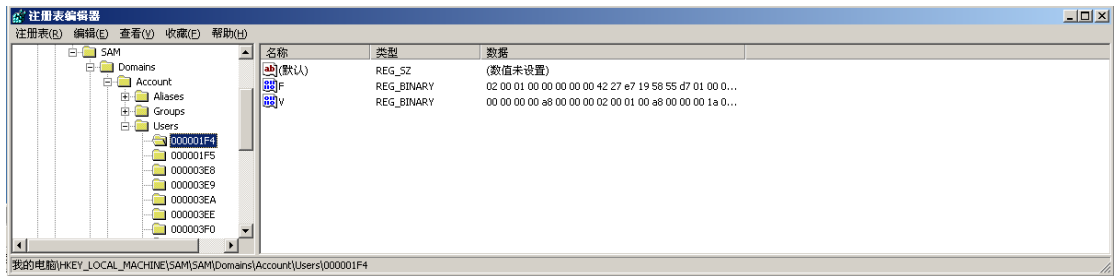 注册表编辑器
注册表(R) 编辑(E) 查看(V) 收藏(F) 帮助(H)
SAM
Domains
Account
Aliases
Groups
Users
000001F4
000001F5
000003E8
000003E9
000003EA
000003EE
000003F0
名称 类型 数据
ab (默认) REG_SZ (数值未设置)
F REG_BINARY 02 00 01 00 00 00 00 00 42 27 e7 19 58 55 d7 01 00 0...
V REG_BINARY 00 00 00 00 a8 00 00 00 02 00 01 00 a8 00 00 00 1a 0...
我的电脑\HKEY_LOCAL_MACHINE\SAM\SAM\Domains\Account\Users\000001F4